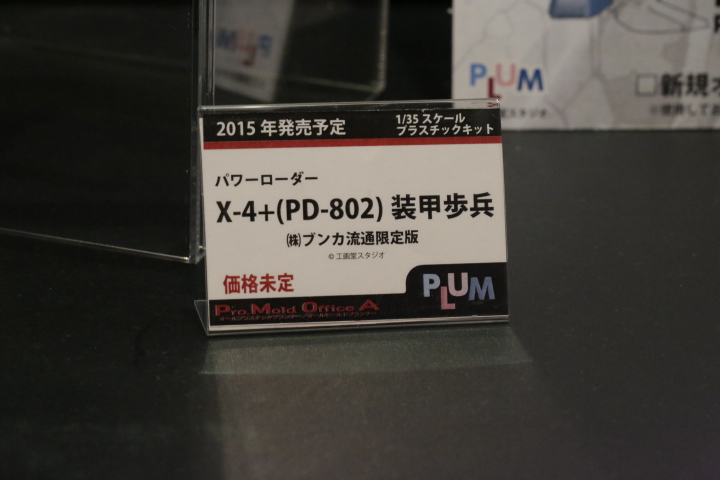 PLUM
□新規
2015 年発売予定
1/35 スケール
プラスチックキット
パワーローダー
X-4+(PD-802) 装甲歩兵
㈱ブンカ流通限定版
© 工画堂スタジオ
価格未定
PLUM
Pro Mold Office A